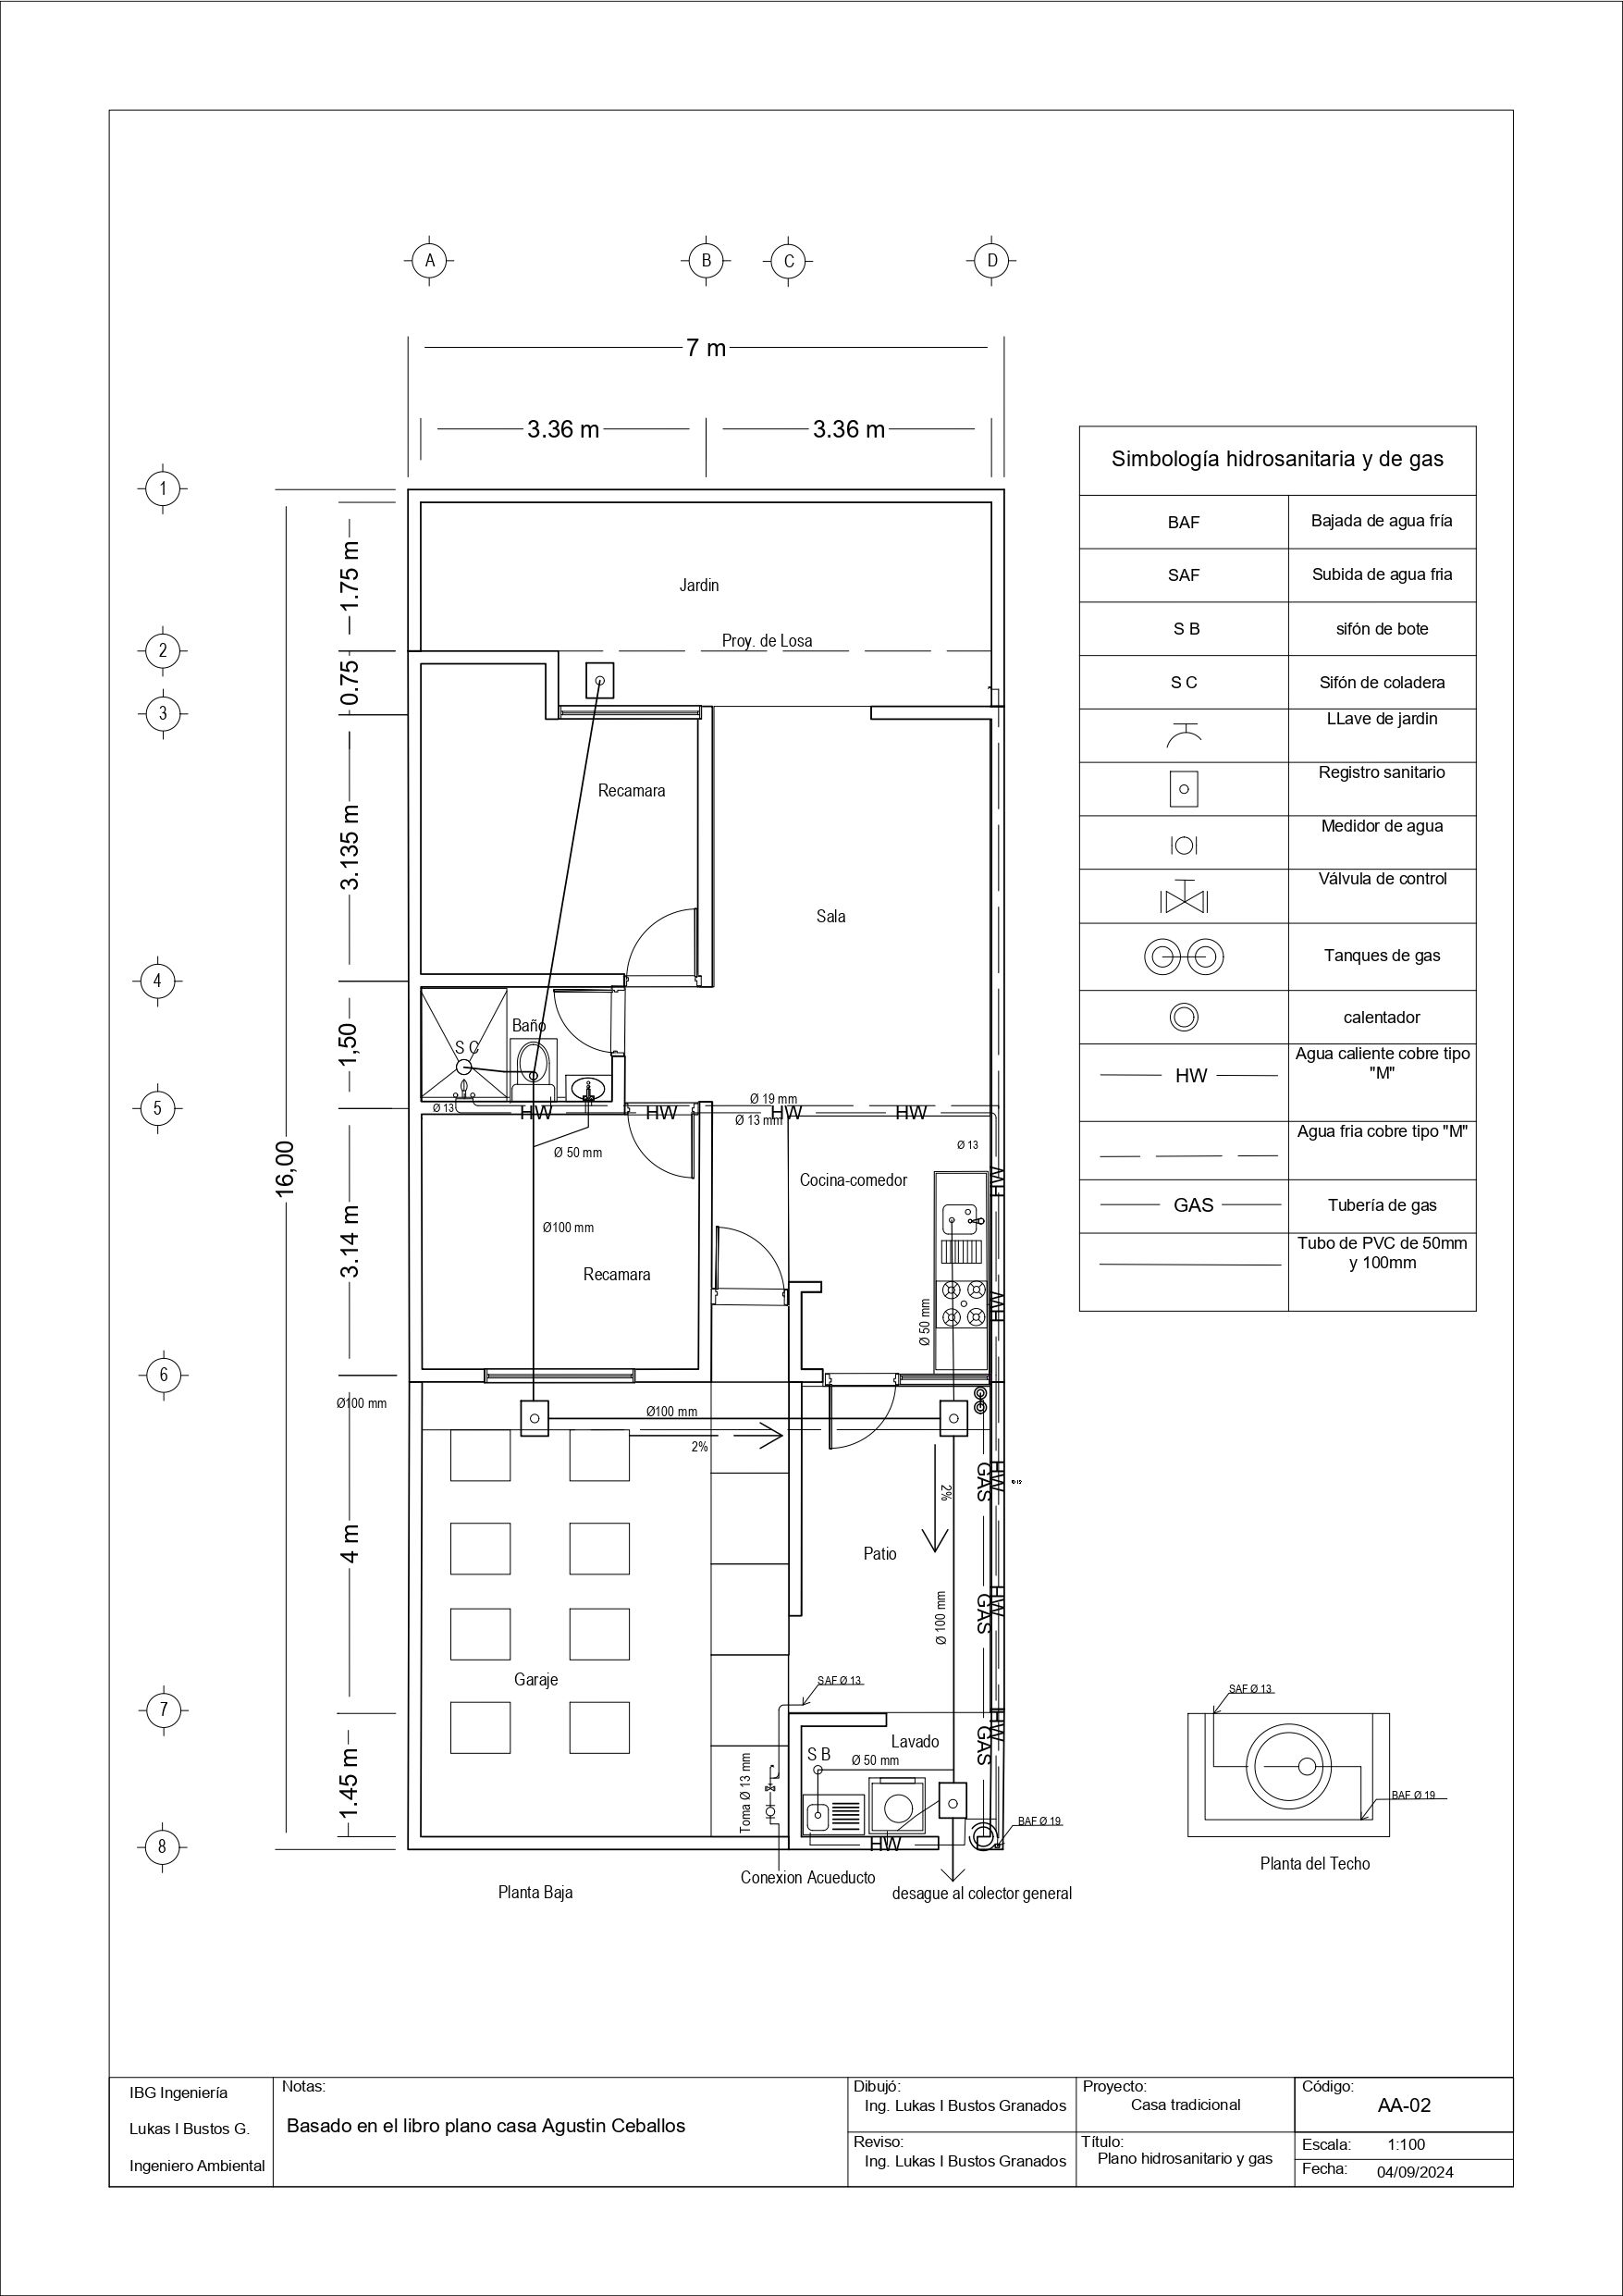 A
B
C
D
7 m
3.36 m
3.36 m
1
2
3
4
5
6
7
8
16,00
1.75 m
0.75
3.135 m
1,50
3.14 m
4 m
1.45 m
Jardin
Proy. de Losa
Recamara
Sala
Baño
S C
Ø 13
HW
HW
Ø 19 mm
Ø 13 mm
HW
HW
Ø 13
Ø 50 mm
Cocina-comedor
HW
Ø100 mm
Recamara
Ø 50 mm
HW
Ø100 mm
Ø100 mm
2%
2%
GAS
HW
Patio
Ø 100 mm
GAS
HW
Garaje
SAF Ø 13
Lavado
S B
Ø 50 mm
GAS
HW
Toma Ø 13 mm
HW
BAF Ø 19
Conexion Acueducto
desague al colector general
Planta Baja
Simbología hidrosanitaria y de gas
BAF
Bajada de agua fría
SAF
Subida de agua fria
S B
sifón de bote
S C
Sifón de coladera
LLave de jardin
Registro sanitario
Medidor de agua
Válvula de control
Tanques de gas
calentador
HW
Agua caliente cobre tipo
"M"
Agua fria cobre tipo "M"
GAS
Tubería de gas
Tubo de PVC de 50mm
y 100mm
SAF Ø 13
BAF Ø 19
Planta del Techo
IBG Ingeniería
Lukas I Bustos G.
Ingeniero Ambiental
Notas:
Basado en el libro plano casa Agustin Ceballos
Dibujó:
Ing. Lukas I Bustos Granados
Reviso:
Ing. Lukas I Bustos Granados
Proyecto:
Casa tradicional
Título:
Plano hidrosanitario y gas
Código:
AA-02
Escala: 1:100
Fecha: 04/09/2024